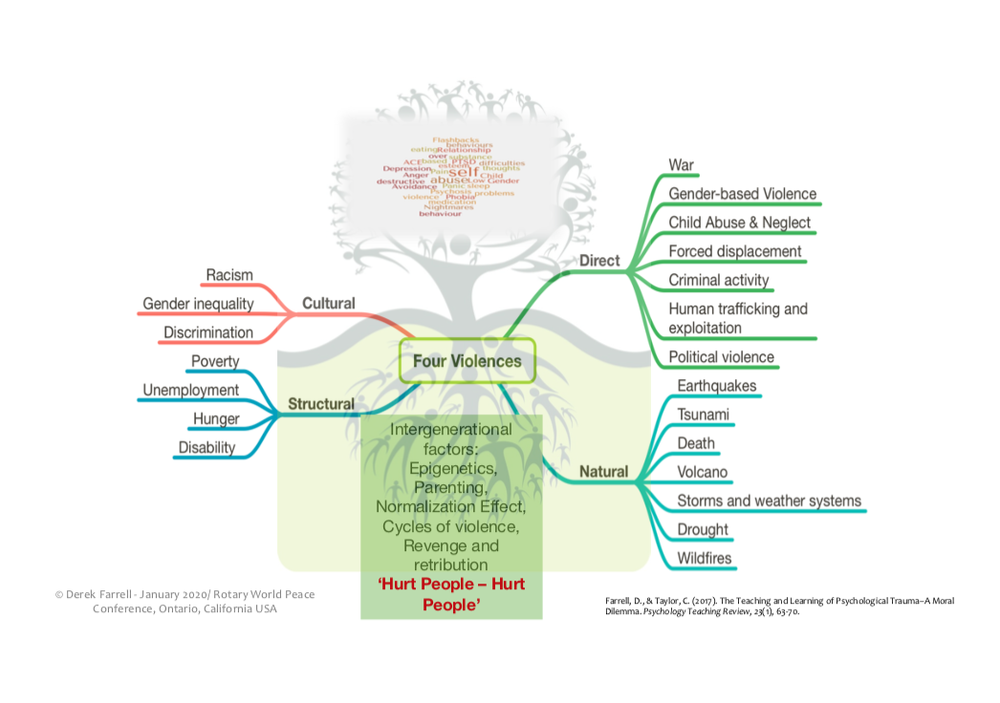 Flashbacks
behaviours
eating Relationship
over substance
ACE based PTSD difficulties
Depression esteem thoughts
Anger Pain self Child
destructive abuse Low Gender
Avoidance Panic sleep
Psychosis problems
violence Phobia
medication
Nightmares
behaviour
War
Gender-based Violence
Child Abuse & Neglect
Forced displacement
Criminal activity
Human trafficking and
exploitation
Political violence
Direct
Racism
Gender inequality
Discrimination
Cultural
Four Violences
Poverty
Unemployment
Hunger
Disability
Structural
Earthquakes
Tsunami
Death
Volcano
Storms and weather systems
Drought
Wildfires
Natural
Intergenerational
factors:
Epigenetics,
Parenting,
Normalization Effect,
Cycles of violence,
Revenge and
retribution
‘Hurt People – Hurt
People’
© Derek Farrell - January 2020/ Rotary World Peace
Conference, Ontario, California USA
Farrell, D., & Taylor, C. (2017). The Teaching and Learning of Psychological Trauma–A Moral
Dilemma. Psychology Teaching Review, 23(1), 63-70.